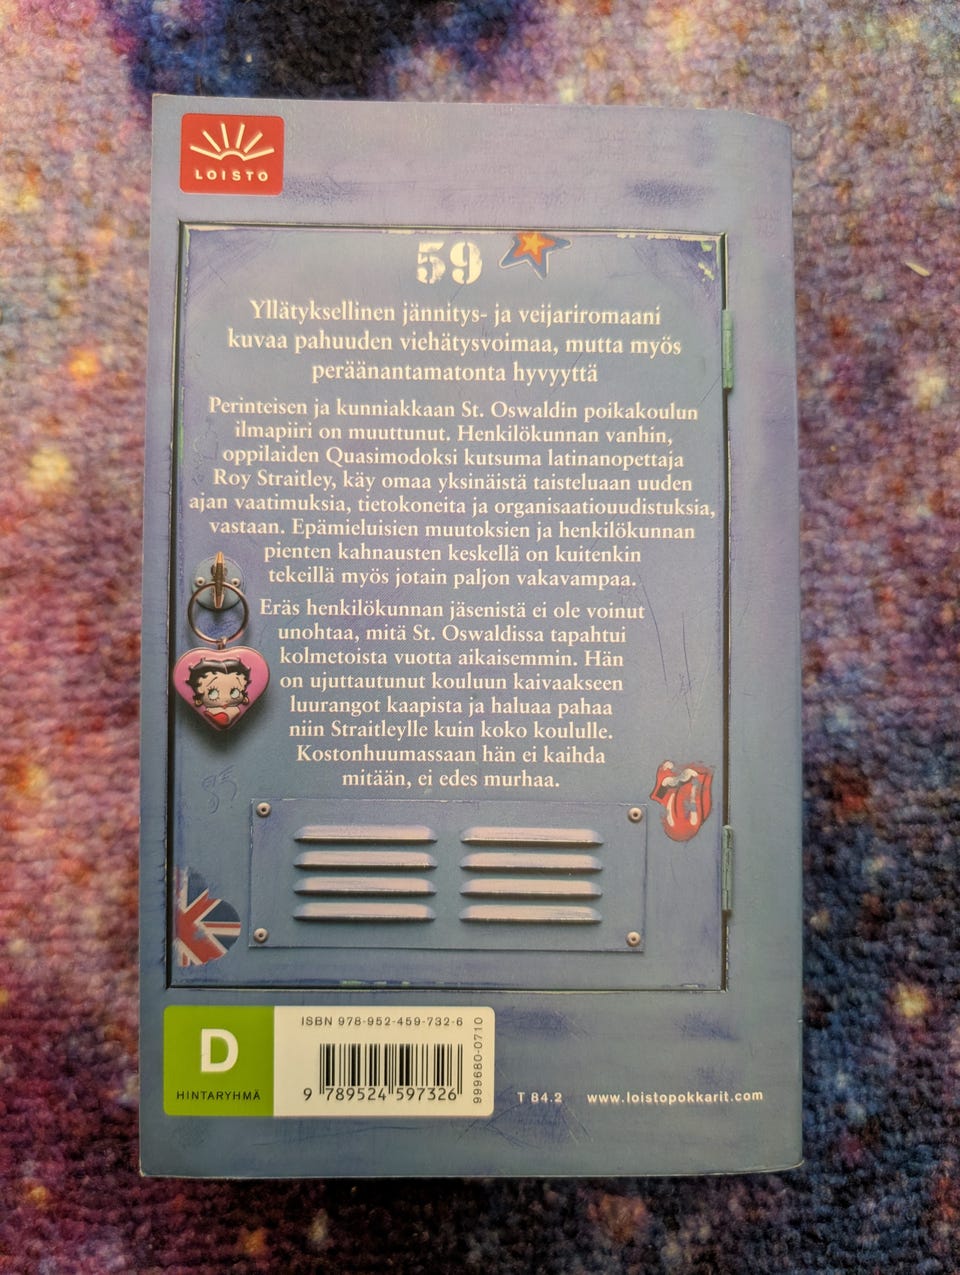 LOISTO
59
Yllätyksellinen jännitys- ja veijariromaani
kuvaa pahuuden viehätysvoimaa, mutta myös
peräänantamatonta hyvyyttä
Perinteisen ja kunniakkaan St. Oswaldin poikakoulun
ilmapiiri on muuttunut. Henkilökunnan vanhin,
oppilaiden Quasimodoksi kutsuma latinanopettaja
Roy Straitley, käy omaa yksinäistä taisteluaan uuden
ajan vaatimuksia, tietokoneita ja organisaatiouudistuksia,
vastaan. Epämieluisien muutoksien ja henkilökunnan
pienten kahnausten keskellä on kuitenkin
tekeillä myös jotain paljon vakavampaa.
Eräs henkilökunnan jäsenistä ei ole voinut
unohtaa, mitä St. Oswaldissa tapahtui
kolmetoista vuotta aikaisemmin. Hän
on ujuttautunut kouluun kaivaakseen
luurangot kaapista ja haluaa pahaa
niin Straitleylle kuin koko koululle.
Kostonhuumassaan hän ei kaihda
mitään, ei edes murhaa.
D
HINTARYHMÄ
ISBN 978-952-459-732-6
9 789524 597326
999680-0710
T 84.2 www.loistopokkarit.com